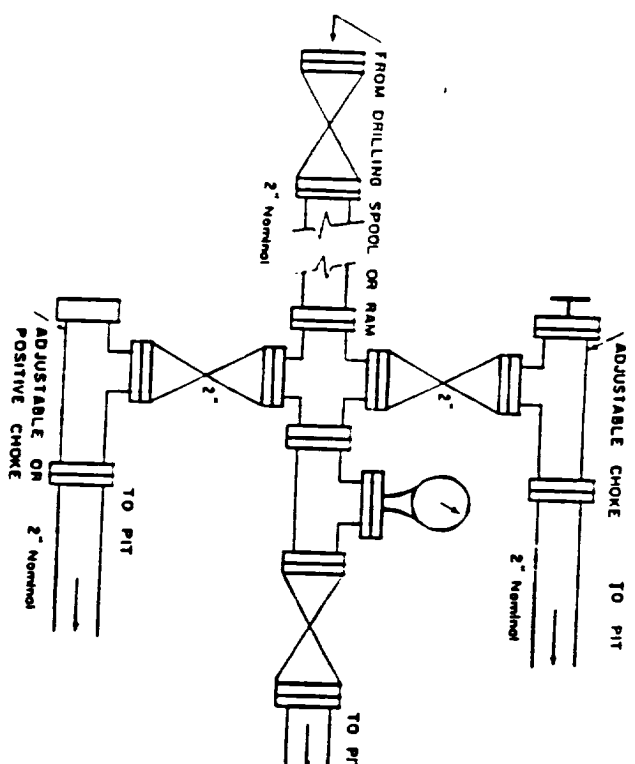 FROM DRILLING SPOOL OR RAM
2" Nominal
ADJUSTABLE CHOKE
TO PIT
2" Nominal
2"
2"
ADJUSTABLE OR
POSITIVE CHOKE
TO PIT
2" Nominal
TO PI